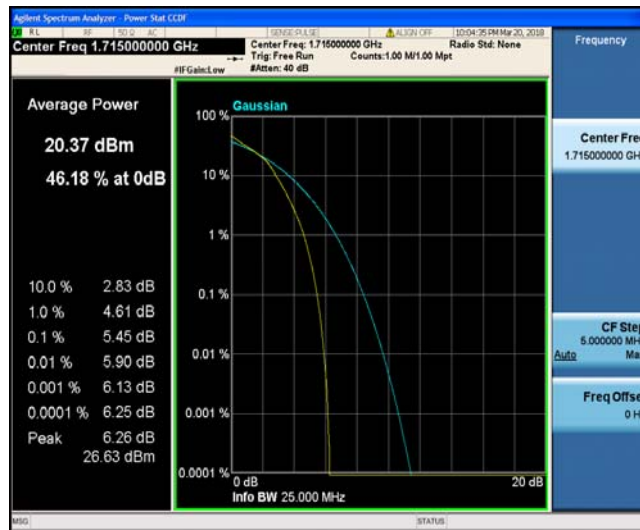 Agilent Spectrum Analyzer - Power Stat CCDF
RL RF 50 Ω AC SENSE:PULSE ALIGN OFF 10:04:35 PM Mar 20, 2018
Center Freq 1.715000000 GHz
Center Freq: 1.715000000 GHz Radio Std: None
Trig: Free Run Counts:1.00 M/1.00 Mpt
#IFGain:Low #Atten: 40 dB
Frequency
Average Power
20.37 dBm
46.18 % at 0dB
10.0 % 2.83 dB
1.0 % 4.61 dB
0.1 % 5.45 dB
0.01 % 5.90 dB
0.001 % 6.13 dB
0.0001 % 6.25 dB
Peak 6.26 dB
26.63 dBm
Gaussian
100 %
10 %
1 %
0.1 %
0.01 %
0.001 %
0.0001 %
0 dB 20 dB
Info BW 25.000 MHz
Center Fre
1.715000000 GH
CF Step
5.000000 MH
Auto Ma
Freq Offse
0 H
MSG STATUS